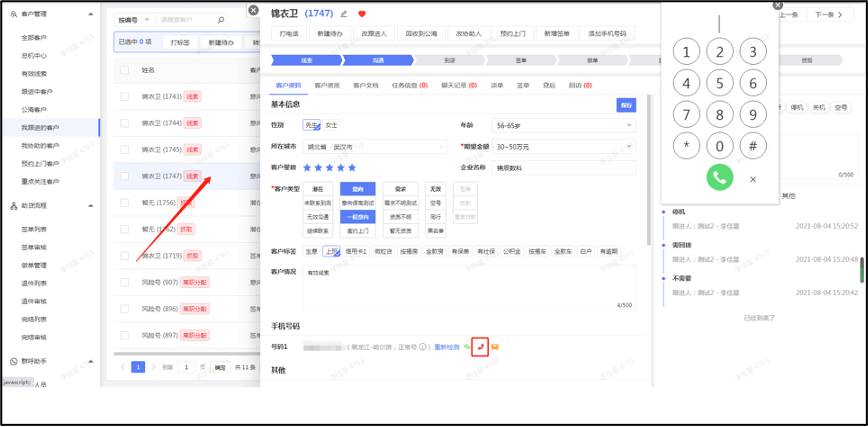 客户管理
全部客户
总机中心
有效线索
跟进中客户
公海客户
我跟进的客户
我协助的客户
预约上门客户
重点关注客户
助贷流程
签单列表
签单审核
做单管理
退件列表
退件审核
完结列表
完结审核
群呼助手
人员
javascript:
按编号
已选中 0 项
打标签
新建待办
姓名
锦衣卫 (1743) 线索
锦衣卫 (1744) 线索
锦衣卫 (1745) 线索
锦衣卫 (1747) 线索
暂无 (1756) 抓取
暂无
锦衣卫 (1719) 抓取
风险号 (907) 离职分配
风险号 (896) 离职分配
风险号 (897) 离职分配
1
到第 1 页 确定 共 11 条
锦衣卫 (1747)
上一条 下一条
打电话 新建待办 改跟进人 回收到公海 改协助人 预约上门 新增签单 添加手机号码
线索 沟通 到访 签单 做单
客户资料 客户资质 客户文档 任务信息 (0) 聊天记录 (0) 进单 签单 贷后 回访 (0)
基本信息
保存
性别 先生 女士
年龄 56-65岁
所在城市 湖北省 武汉市
*期望金额 30~50万元
客户星级
企业名称 锦辰数科
*客户类型 潜在 意向 需求 无效
未联系到测 意向虚高测试 需求不明测试 空号
无效沟通 一般意向 资质不明 同行
继续联系 邀约上门 暂无资质 黑名单
客户标签 生意 上班 信用卡1 微粒贷 按揭房 全款房 有保单 有社保 公积金 按揭车 全款车 白户 有逾期
客户情况 有效线索
4/500
手机号码
号码1 ( 黑龙江-哈尔滨，正常号 ) 重新检测
其他
1 2 3
4 5 6
7 8 9
* 0 #
停机 关机 空号
0/500
其他
停机
跟进人：测试2 - 李佳星 2021-08-04 15:20:52
需回拨
跟进人：测试2 - 李佳星 2021-08-04 15:20:48
不需要
跟进人：测试2 - 李佳星 2021-08-04 15:20:42
已经到底了